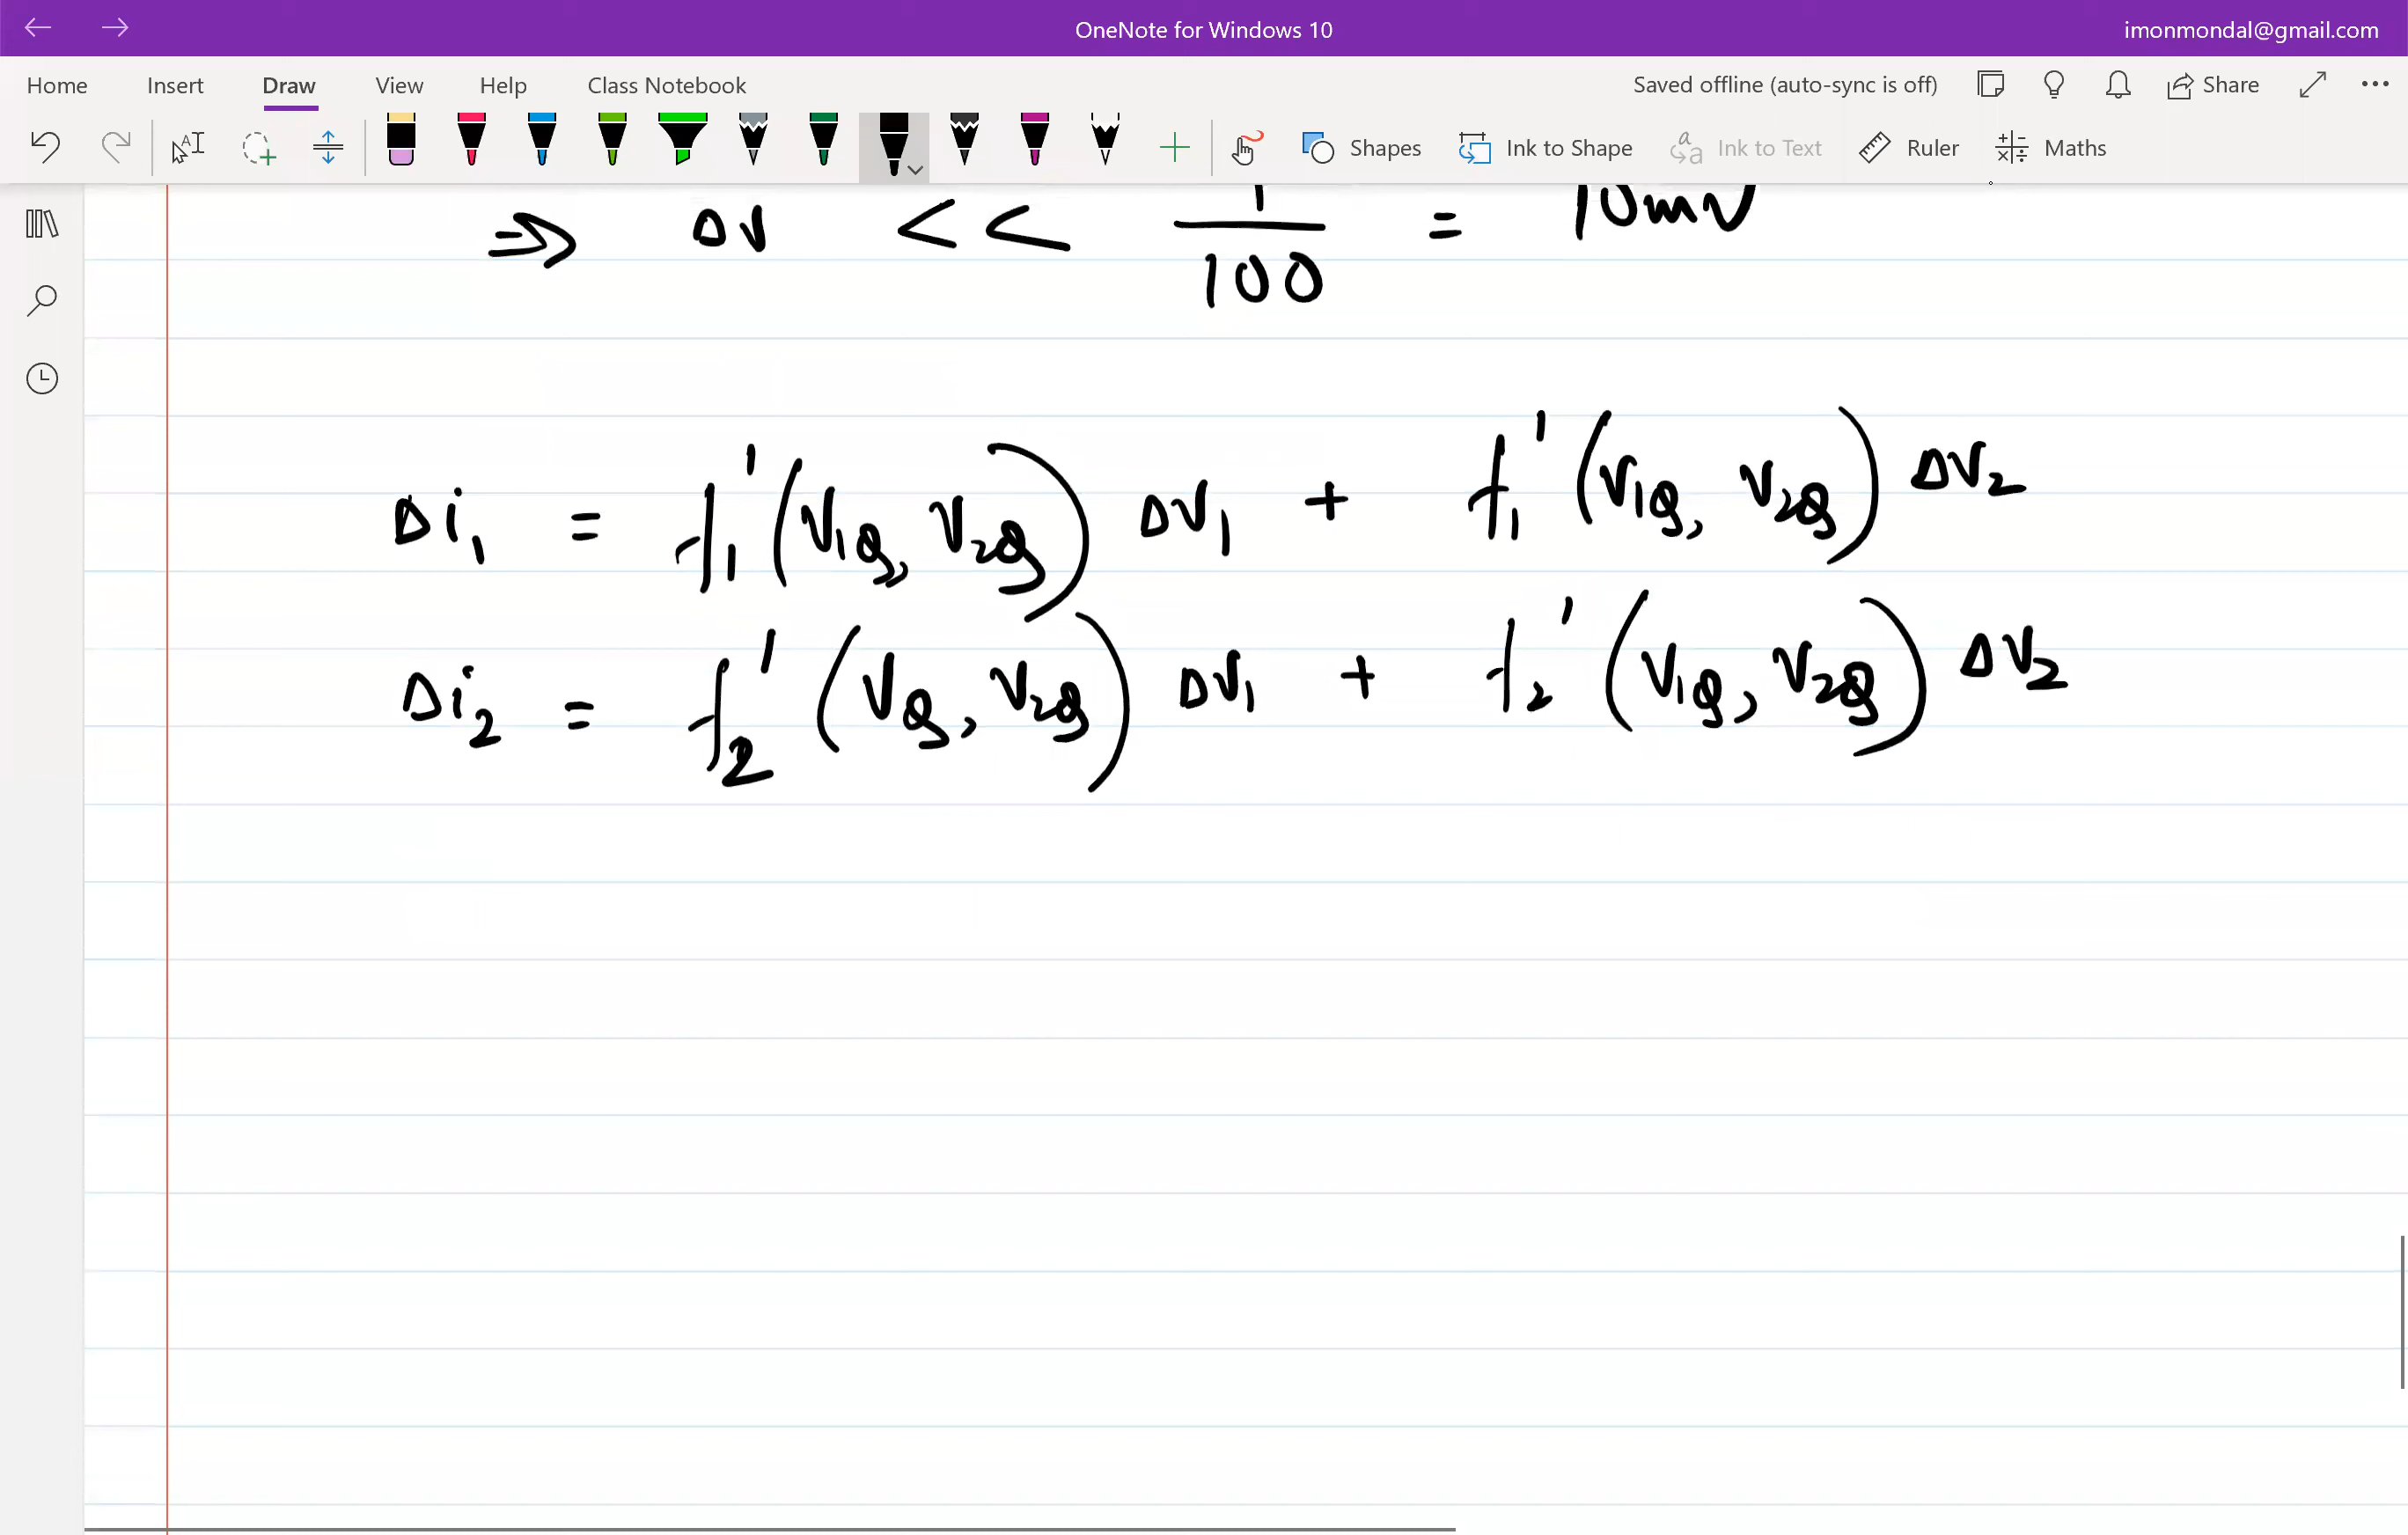 OneNote for Windows 10 imonmondal@gmail.com
Home Insert Draw View Help Class Notebook Saved offline (auto-sync is off) Share
Shapes Ink to Shape Ink to Text Ruler Maths
⇒ ΔV << 1/100 = 10mV
Δi₁ = f₁'(V₁Q, V₂Q) ΔV₁ + f₁'(V₁Q, V₂Q) ΔV₂
Δi₂ = f₂'(VQ, V₂Q) ΔV₁ + f₂'(V₁Q, V₂Q) ΔV₂